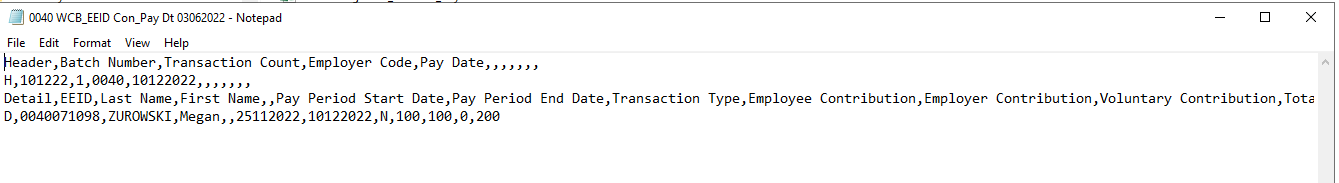 0040 WCB_EEID Con_Pay Dt 03062022 - Notepad
File Edit Format View Help
Header,Batch Number,Transaction Count,Employer Code,Pay Date,,,,,,,
H,101222,1,0040,10122022,,,,,,,
Detail,EEID,Last Name,First Name,,Pay Period Start Date,Pay Period End Date,Transaction Type,Employee Contribution,Employer Contribution,Voluntary Contribution,Tota
D,0040071098,ZUROWSKI,Megan,,25112022,10122022,N,100,100,0,200